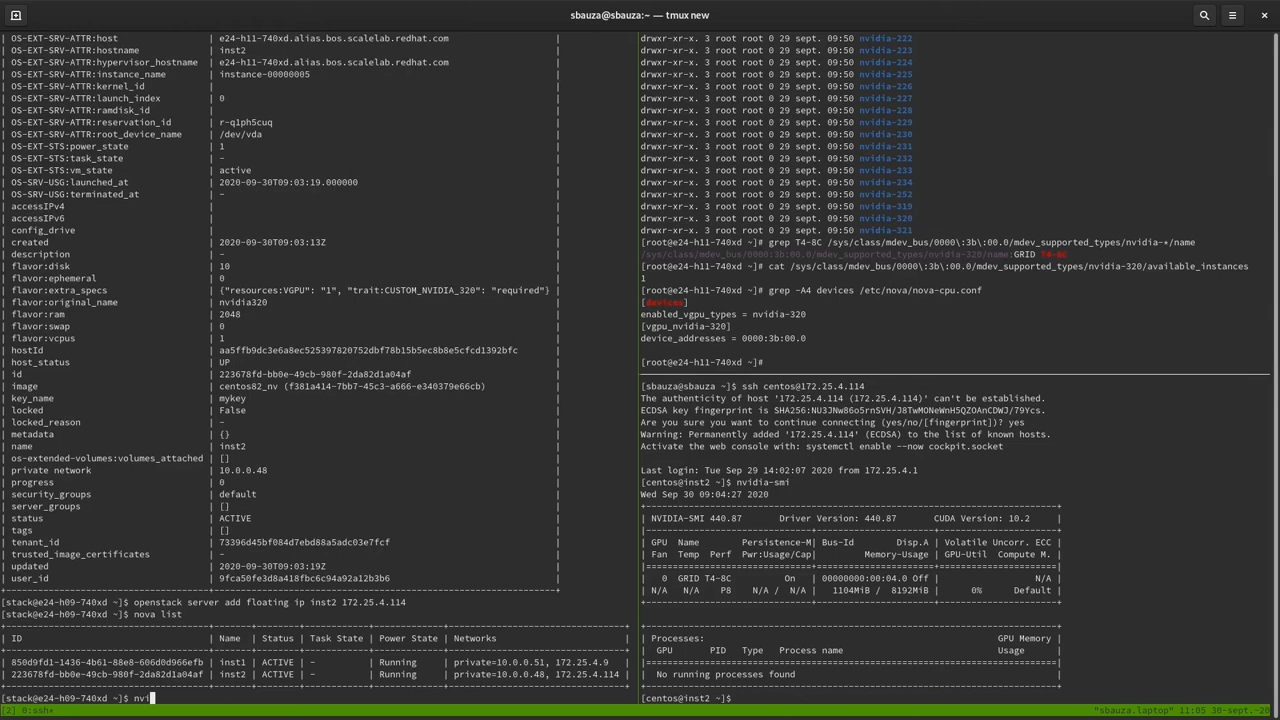 sbauza@sbauza:~ — tmux new
| OS-EXT-SRV-ATTR:host | e24-h11-740xd.alias.bos.scalelab.redhat.com |
| OS-EXT-SRV-ATTR:hostname | inst2 |
| OS-EXT-SRV-ATTR:hypervisor_hostname | e24-h11-740xd.alias.bos.scalelab.redhat.com |
| OS-EXT-SRV-ATTR:instance_name | instance-00000005 |
| OS-EXT-SRV-ATTR:kernel_id | |
| OS-EXT-SRV-ATTR:launch_index | 0 |
| OS-EXT-SRV-ATTR:ramdisk_id | |
| OS-EXT-SRV-ATTR:reservation_id | r-q1ph5cuq |
| OS-EXT-SRV-ATTR:root_device_name | /dev/vda |
| OS-EXT-STS:power_state | 1 |
| OS-EXT-STS:task_state | - |
| OS-EXT-STS:vm_state | active |
| OS-SRV-USG:launched_at | 2020-09-30T09:03:19.000000 |
| OS-SRV-USG:terminated_at | - |
| accessIPv4 | |
| accessIPv6 | |
| config_drive | |
| created | 2020-09-30T09:03:13Z |
| description | - |
| flavor:disk | 10 |
| flavor:ephemeral | 0 |
| flavor:extra_specs | {"resources:VGPU": "1", "trait:CUSTOM_NVIDIA_320": "required"} |
| flavor:original_name | nvidia320 |
| flavor:ram | 2048 |
| flavor:swap | 0 |
| flavor:vcpus | 1 |
| hostId | aa5ffb9dc3e6a8ec525397820752dbf78b15b5ec8b8e5cfcd1392bfc |
| host_status | UP |
| id | 223678fd-bb0e-49cb-980f-2da82d1a04af |
| image | centos82_nv (f381a414-7bb7-45c3-a666-e340379e66cb) |
| key_name | mykey |
| locked | False |
| locked_reason | - |
| metadata | {} |
| name | inst2 |
| os-extended-volumes:volumes_attached | [] |
| private network | 10.0.0.48 |
| progress | 0 |
| security_groups | default |
| server_groups | [] |
| status | ACTIVE |
| tags | [] |
| tenant_id | 73396d45bf084d7ebd88a5adc03e7fcf |
| trusted_image_certificates | - |
| updated | 2020-09-30T09:03:19Z |
| user_id | 9fca50fe3d8a418fbc6c94a92a12b3b6 |
[stack@e24-h09-740xd ~]$ openstack server add floating ip inst2 172.25.4.114
[stack@e24-h09-740xd ~]$ nova list
| ID | Name | Status | Task State | Power State | Networks |
| 850d9fd1-1436-4b61-88e8-606d0d966efb | inst1 | ACTIVE | - | Running | private=10.0.0.51, 172.25.4.9 |
| 223678fd-bb0e-49cb-980f-2da82d1a04af | inst2 | ACTIVE | - | Running | private=10.0.0.48, 172.25.4.114 |
[stack@e24-h09-740xd ~]$ nvi
drwxr-xr-x. 3 root root 0 29 sept. 09:50 nvidia-222
drwxr-xr-x. 3 root root 0 29 sept. 09:50 nvidia-223
drwxr-xr-x. 3 root root 0 29 sept. 09:50 nvidia-224
drwxr-xr-x. 3 root root 0 29 sept. 09:50 nvidia-225
drwxr-xr-x. 3 root root 0 29 sept. 09:50 nvidia-226
drwxr-xr-x. 3 root root 0 29 sept. 09:50 nvidia-227
drwxr-xr-x. 3 root root 0 29 sept. 09:50 nvidia-228
drwxr-xr-x. 3 root root 0 29 sept. 09:50 nvidia-229
drwxr-xr-x. 3 root root 0 29 sept. 09:50 nvidia-230
drwxr-xr-x. 3 root root 0 29 sept. 09:50 nvidia-231
drwxr-xr-x. 3 root root 0 29 sept. 09:50 nvidia-232
drwxr-xr-x. 3 root root 0 29 sept. 09:50 nvidia-233
drwxr-xr-x. 3 root root 0 29 sept. 09:50 nvidia-234
drwxr-xr-x. 3 root root 0 29 sept. 09:50 nvidia-252
drwxr-xr-x. 3 root root 0 29 sept. 09:50 nvidia-319
drwxr-xr-x. 3 root root 0 29 sept. 09:50 nvidia-320
drwxr-xr-x. 3 root root 0 29 sept. 09:50 nvidia-321
[root@e24-h11-740xd ~]# grep T4-8C /sys/class/mdev_bus/0000\:3b\:00.0/mdev_supported_types/nvidia-*/name
/sys/class/mdev_bus/0000:3b:00.0/mdev_supported_types/nvidia-320/name:GRID T4-8C
[root@e24-h11-740xd ~]# cat /sys/class/mdev_bus/0000\:3b\:00.0/mdev_supported_types/nvidia-320/available_instances
1
[root@e24-h11-740xd ~]# grep -A4 devices /etc/nova/nova-cpu.conf
[devices]
enabled_vgpu_types = nvidia-320
[vgpu_nvidia-320]
device_addresses = 0000:3b:00.0
[root@e24-h11-740xd ~]#
[sbauza@sbauza ~]$ ssh centos@172.25.4.114
The authenticity of host '172.25.4.114 (172.25.4.114)' can't be established.
ECDSA key fingerprint is SHA256:NU3JNw86o5rnSVH/J8TwMONeWnH5QZOAnCDWJ/79Ycs.
Are you sure you want to continue connecting (yes/no/[fingerprint])? yes
Warning: Permanently added '172.25.4.114' (ECDSA) to the list of known hosts.
Activate the web console with: systemctl enable --now cockpit.socket
Last login: Tue Sep 29 14:02:07 2020 from 172.25.4.1
[centos@inst2 ~]$ nvidia-smi
Wed Sep 30 09:04:27 2020
| NVIDIA-SMI 440.87 Driver Version: 440.87 CUDA Version: 10.2 |
| GPU Name Persistence-M| Bus-Id Disp.A | Volatile Uncorr. ECC |
| Fan Temp Perf Pwr:Usage/Cap| Memory-Usage | GPU-Util Compute M. |
| 0 GRID T4-8C On | 00000000:00:04.0 Off | N/A |
| N/A N/A P8 N/A / N/A | 1104MiB / 8192MiB | 0% Default |
| Processes: GPU Memory |
| GPU PID Type Process name Usage |
| No running processes found |
[centos@inst2 ~]$
[2] 0:ssh* "sbauza.laptop" 11:05 30-sept.-20